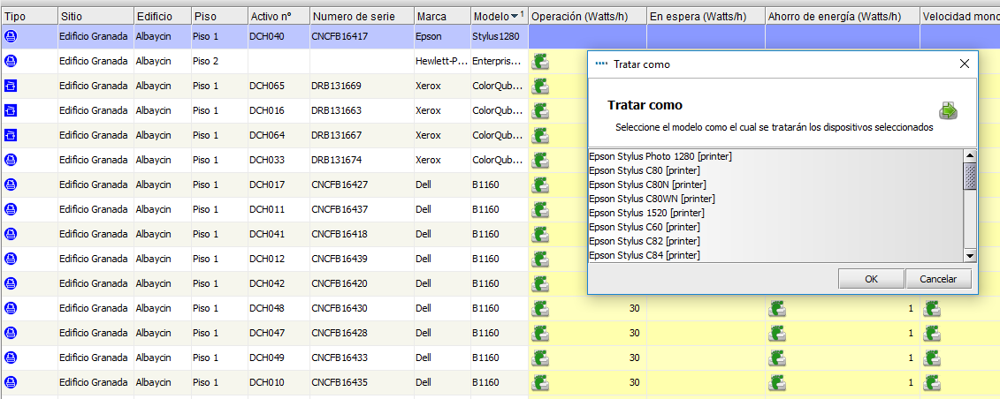 Tipo Sitio Edificio Piso Activo nº Numero de serie Marca Modelo 1 Operación (Watts/h) En espera (Watts/h) Ahorro de energía (Watts/h) Velocidad mono
Edificio Granada Albaycin Piso 1 DCH040 CNCFB16417 Epson Stylus1280
Edificio Granada Albaycin Piso 2 Hewlett-P... Enterpris...
Edificio Granada Albaycin Piso 1 DCH065 DRB131669 Xerox ColorQub...
Edificio Granada Albaycin Piso 1 DCH016 DRB131663 Xerox ColorQub...
Edificio Granada Albaycin Piso 1 DCH064 DRB131667 Xerox ColorQub...
Edificio Granada Albaycin Piso 1 DCH033 DRB131674 Xerox ColorQub...
Edificio Granada Albaycin Piso 1 DCH017 CNCFB16427 Dell B1160
Edificio Granada Albaycin Piso 1 DCH011 CNCFB16437 Dell B1160
Edificio Granada Albaycin Piso 1 DCH041 CNCFB16418 Dell B1160
Edificio Granada Albaycin Piso 1 DCH012 CNCFB16439 Dell B1160
Edificio Granada Albaycin Piso 1 DCH042 CNCFB16420 Dell B1160
Edificio Granada Albaycin Piso 1 DCH048 CNCFB16430 Dell B1160 30 1
Edificio Granada Albaycin Piso 1 DCH047 CNCFB16428 Dell B1160 30 1
Edificio Granada Albaycin Piso 1 DCH049 CNCFB16433 Dell B1160 30 1
Edificio Granada Albaycin Piso 1 DCH010 CNCFB16435 Dell B1160 30 1
Tratar como
Tratar como
Seleccione el modelo como el cual se tratarán los dispositivos seleccionados
Epson Stylus Photo 1280 [printer]
Epson Stylus C80 [printer]
Epson Stylus C80N [printer]
Epson Stylus C80WN [printer]
Epson Stylus 1520 [printer]
Epson Stylus C60 [printer]
Epson Stylus C82 [printer]
Epson Stylus C84 [printer]
OK Cancelar